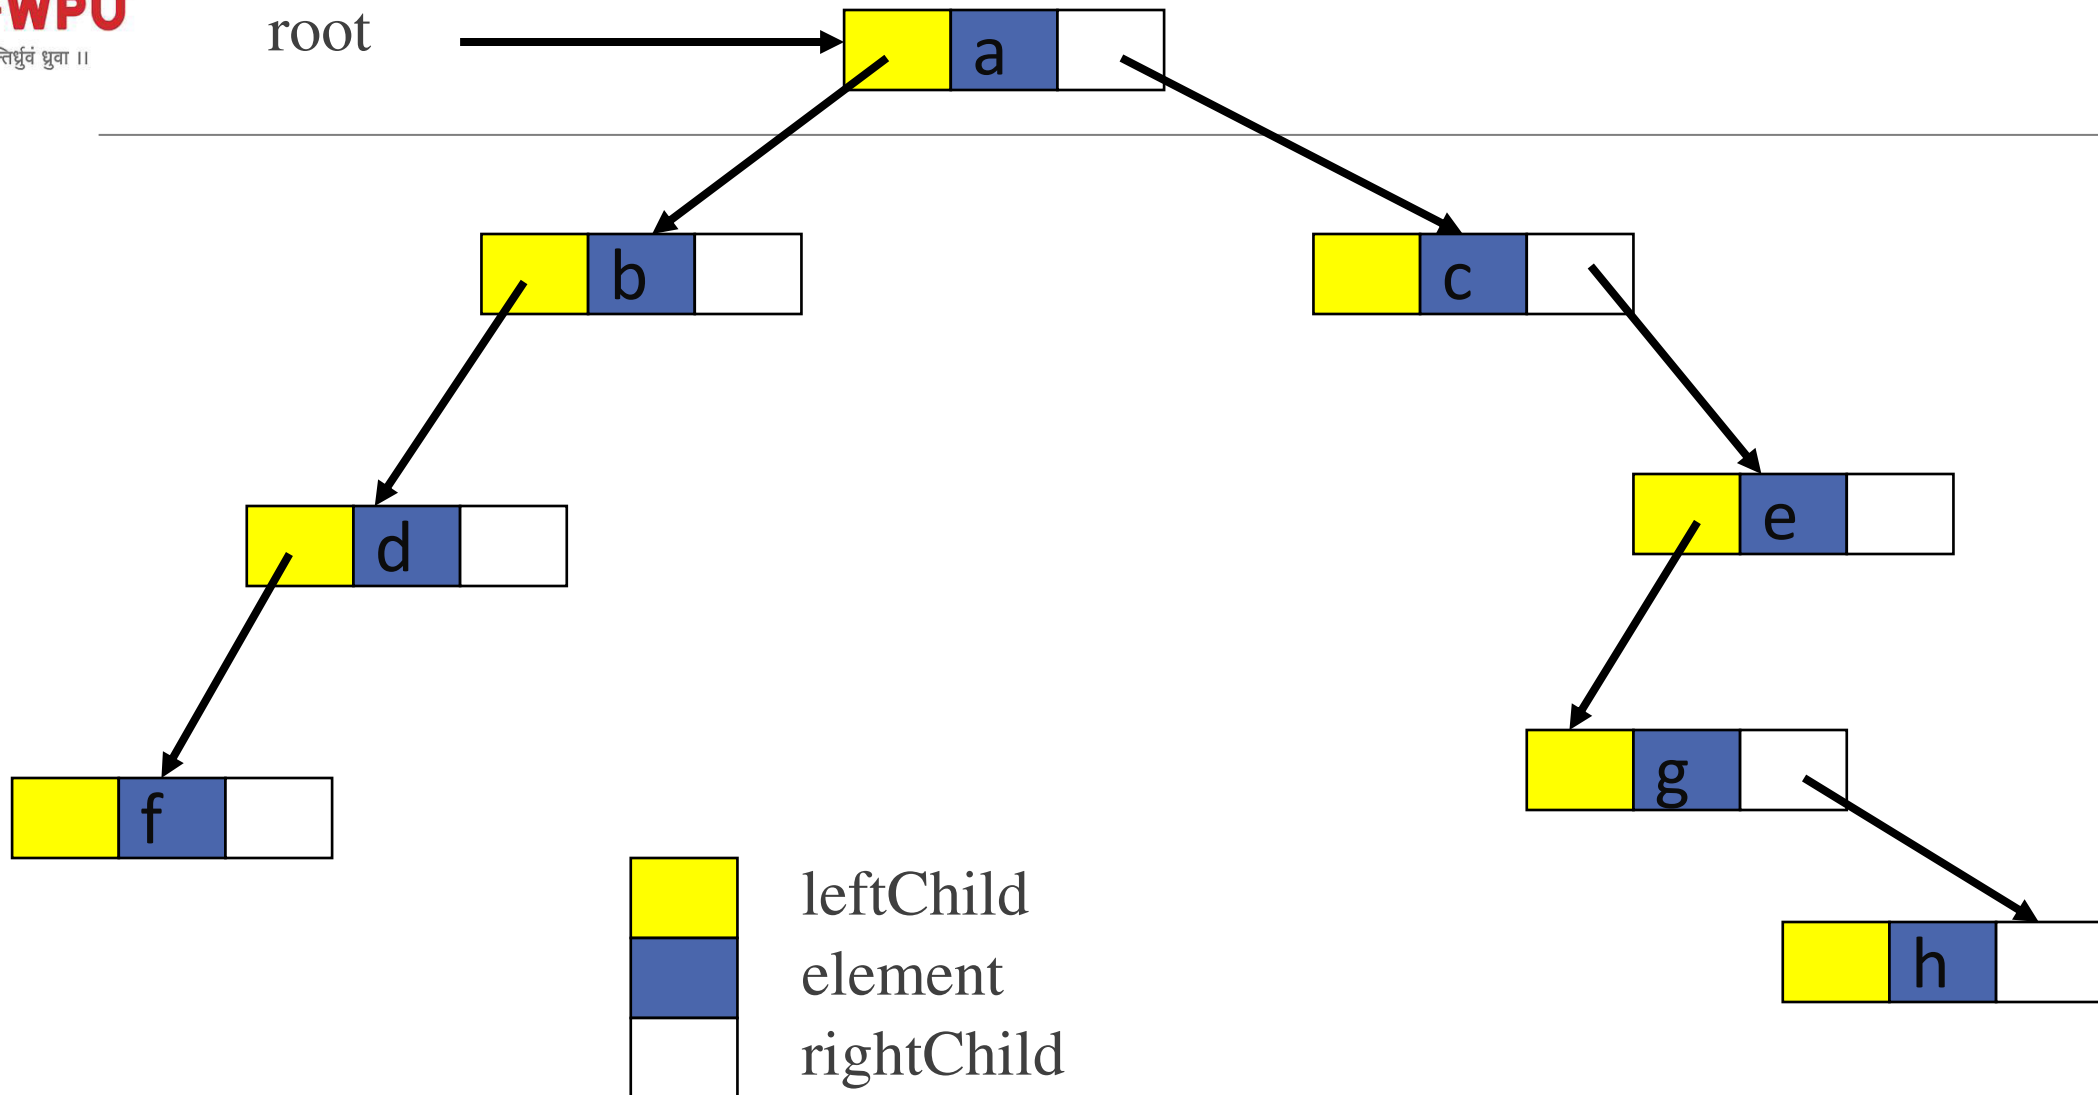 WPU
ध्रुवा ॥
root
a
b
c
d
e
f
g
h
leftChild
element
rightChild